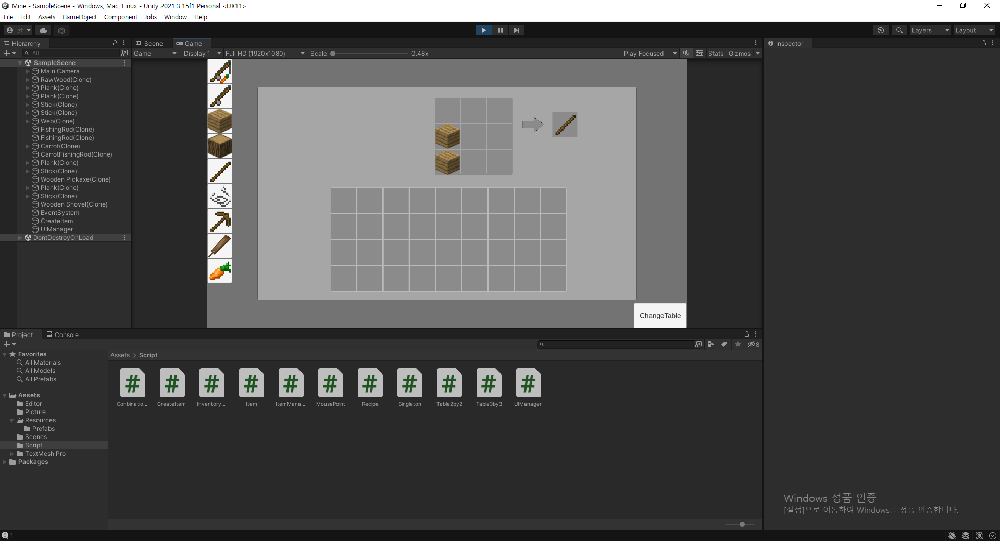 Mine - SampleScene - Windows, Mac, Linux - Unity 2021.3.15f1 Personal <DX11>
File Edit Assets GameObject Component Jobs Window Help
Layers Layout
Hierarchy
Scene Game
Inspector
All
Game Display 1 Full HD (1920x1080) Scale 0.48x Play Focused Stats Gizmos
SampleScene
Main Camera
RawWood(Clone)
Plank(Clone)
Plank(Clone)
Stick(Clone)
Stick(Clone)
Web(Clone)
FishingRod(Clone)
FishingRod(Clone)
Carrot(Clone)
CarrotFishingRod(Clone)
Plank(Clone)
Stick(Clone)
Wooden Pickaxe(Clone)
Plank(Clone)
Stick(Clone)
Wooden Shovel(Clone)
EventSystem
CreateItem
UIManager
DontDestroyOnLoad
ChangeTable
Project Console
8
Favorites
All Materials
All Models
All Prefabs
Assets
Editor
Picture
Resources
Prefabs
Scenes
Script
TextMesh Pro
Packages
Assets > Script
Conbinatio... CreateItem Inventory... Item ItemMana... MousePoint Recipe Singleton Table2by2 Table3by3 UIManager
Windows 정품 인증
[설정]으로 이동하여 Windows를 정품 인증합니다.
1